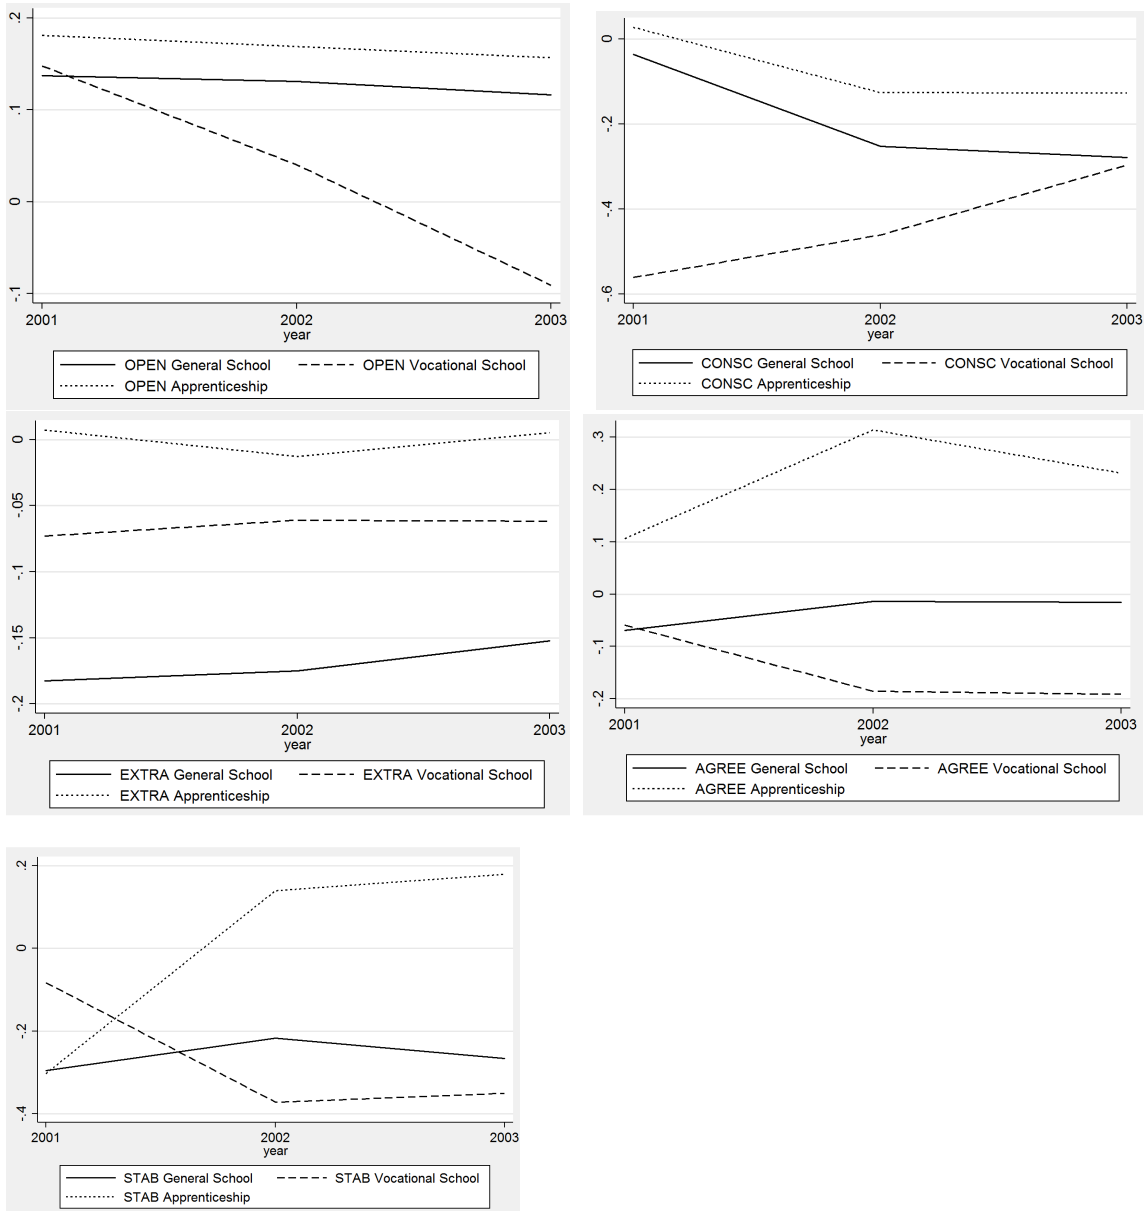 .2
.1
0
-.1
2001 2002 2003
year
OPEN General School OPEN Vocational School
OPEN Apprenticeship
0
-.2
-.4
-.6
2001 2002 2003
year
CONSC General School CONSC Vocational School
CONSC Apprenticeship
0
-.05
-.1
-.15
-.2
2001 2002 2003
year
EXTRA General School EXTRA Vocational School
EXTRA Apprenticeship
.3
.2
.1
0
-.1
-.2
2001 2002 2003
year
AGREE General School AGREE Vocational School
AGREE Apprenticeship
.2
0
-.2
-.4
2001 2002 2003
year
STAB General School STAB Vocational School
STAB Apprenticeship